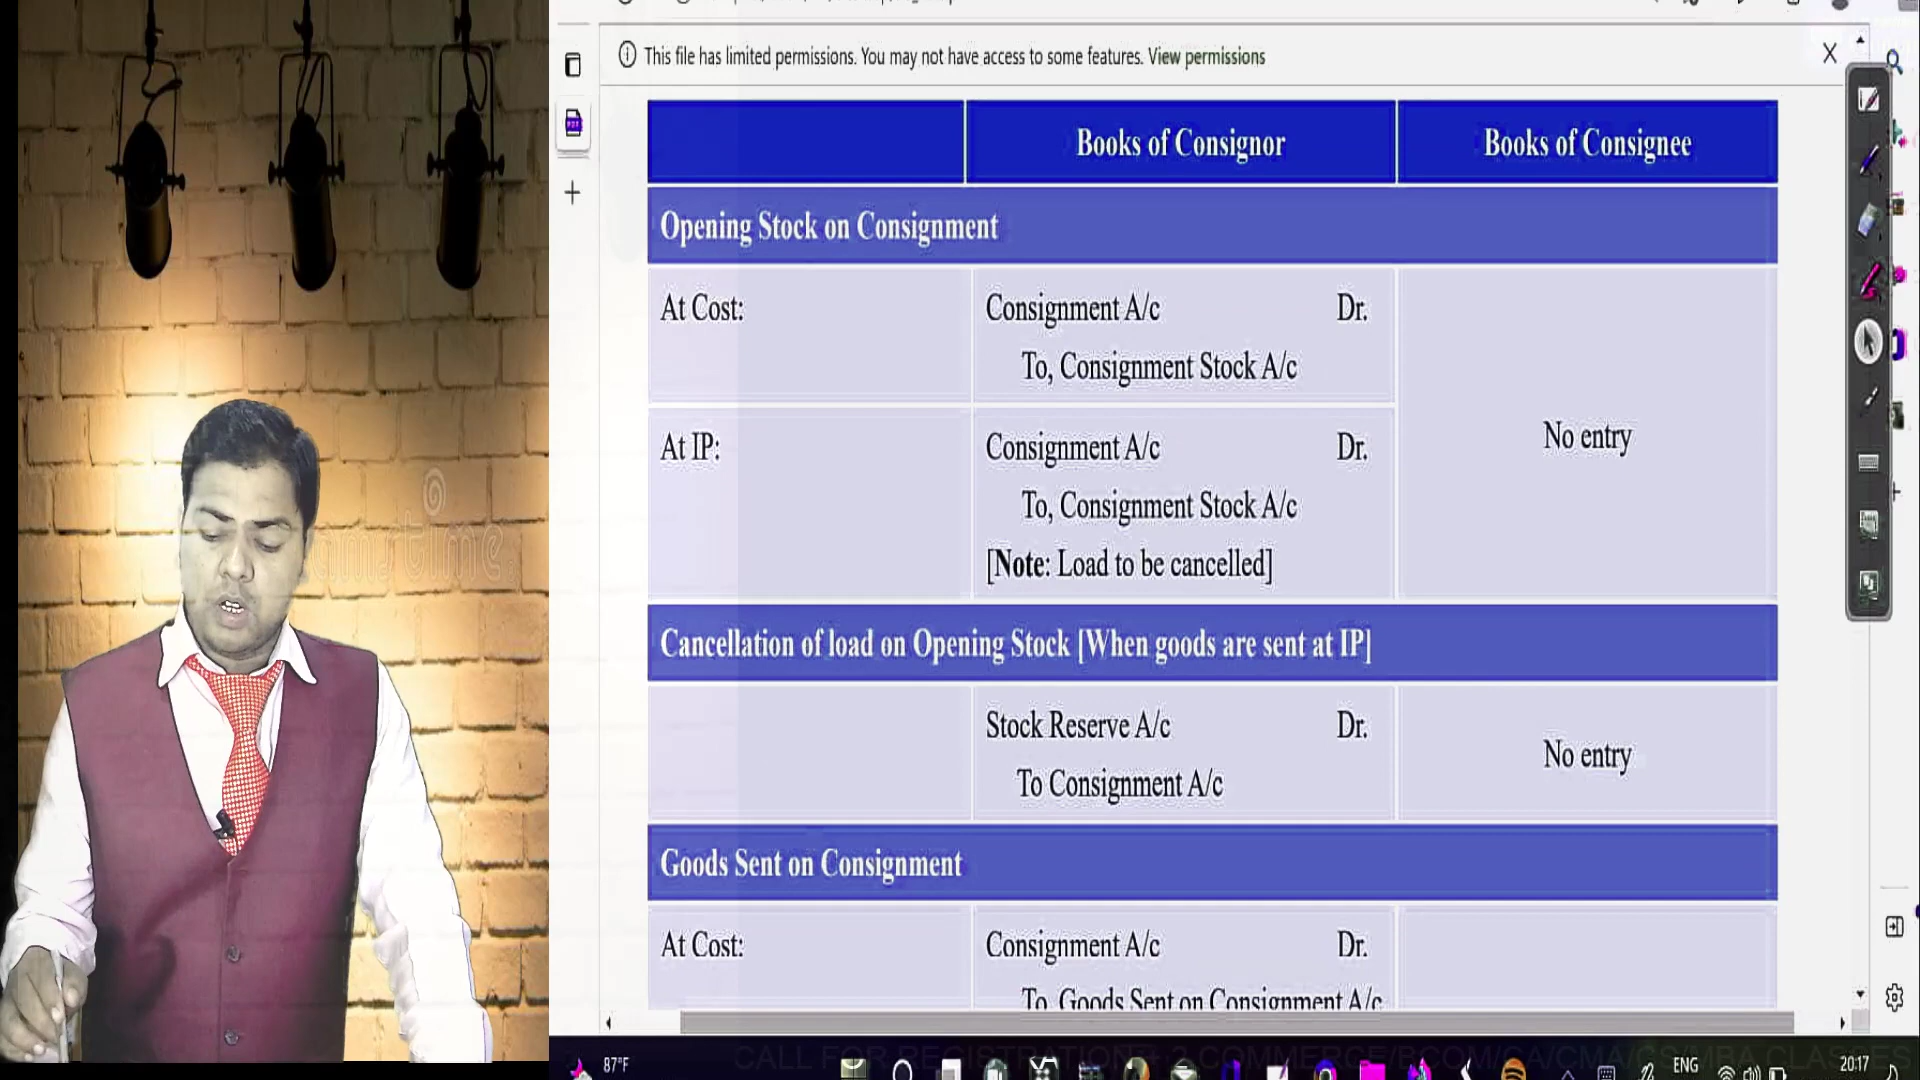 This file has limited permissions. You may not have access to some features. View permissions
Books of Consignor
Books of Consignee
Opening Stock on Consignment
At Cost:
Consignment A/c Dr.
To, Consignment Stock A/c
At IP:
Consignment A/c Dr.
To, Consignment Stock A/c
[Note: Load to be cancelled]
No entry
Cancellation of load on Opening Stock [When goods are sent at IP]
Stock Reserve A/c Dr.
To Consignment A/c
No entry
Goods Sent on Consignment
At Cost:
Consignment A/c Dr.
To, Goods Sent on Consignment A/c
87°F
ENG
20:17